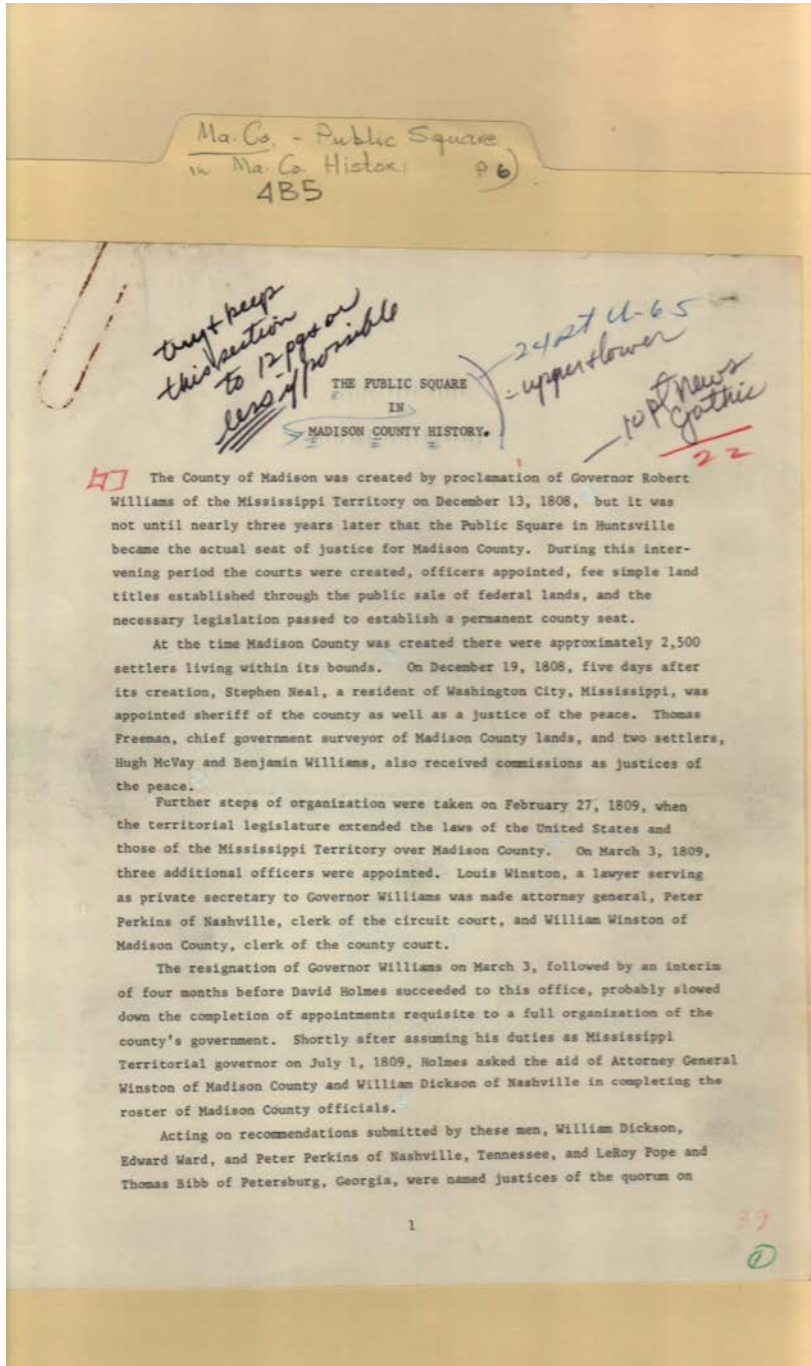 Ma. Co. - Public Square
in Ma. Co. Histor p 6)
4B5
try & keep
this section
to 12 pgs or
less if possible
24 pt U-65
= upper + lower
10 pt News
Gothic
22
THE PUBLIC SQUARE
IN
MADISON COUNTY HISTORY.
The County of Madison was created by proclamation of Governor Robert
Williams of the Mississippi Territory on December 13, 1808, but it was
not until nearly three years later that the Public Square in Huntsville
became the actual seat of justice for Madison County. During this inter-
vening period the courts were created, officers appointed, fee simple land
titles established through the public sale of federal lands, and the
necessary legislation passed to establish a permanent county seat.
At the time Madison County was created there were approximately 2,500
settlers living within its bounds. On December 19, 1808, five days after
its creation, Stephen Neal, a resident of Washington City, Mississippi, was
appointed sheriff of the county as well as a justice of the peace. Thomas
Freeman, chief government surveyor of Madison County lands, and two settlers,
Hugh McVay and Benjamin Williams, also received commissions as justices of
the peace.
Further steps of organization were taken on February 27, 1809, when
the territorial legislature extended the laws of the United States and
those of the Mississippi Territory over Madison County. On March 3, 1809,
three additional officers were appointed. Louis Winston, a lawyer serving
as private secretary to Governor Williams was made attorney general, Peter
Perkins of Nashville, clerk of the circuit court, and William Winston of
Madison County, clerk of the county court.
The resignation of Governor Williams on March 3, followed by an interim
of four months before David Holmes succeeded to this office, probably slowed
down the completion of appointments requisite to a full organization of the
county's government. Shortly after assuming his duties as Mississippi
Territorial governor on July 1, 1809, Holmes asked the aid of Attorney General
Winston of Madison County and William Dickson of Nashville in completing the
roster of Madison County officials.
Acting on recommendations submitted by these men, William Dickson,
Edward Ward, and Peter Perkins of Nashville, Tennessee, and LeRoy Pope and
Thomas Bibb of Petersburg, Georgia, were named justices of the quorum on
1
1